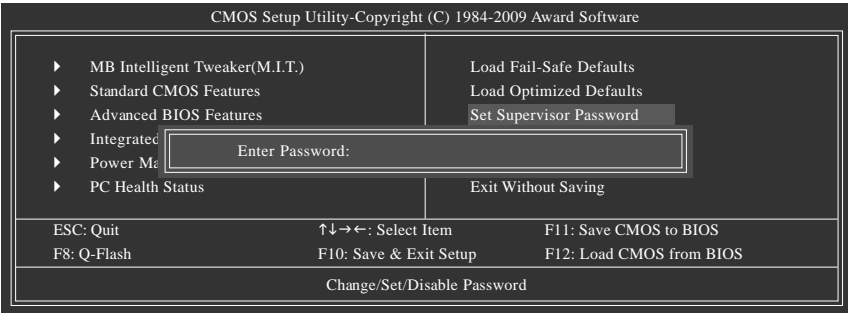 CMOS Setup Utility-Copyright (C) 1984-2009 Award Software
MB Intelligent Tweaker(M.I.T.)
Standard CMOS Features
Advanced BIOS Features
Integrated
Power Ma
PC Health Status
Load Fail-Safe Defaults
Load Optimized Defaults
Set Supervisor Password
Exit Without Saving
Enter Password:
ESC: Quit
↑↓→←: Select Item
F11: Save CMOS to BIOS
F8: Q-Flash
F10: Save & Exit Setup
F12: Load CMOS from BIOS
Change/Set/Disable Password